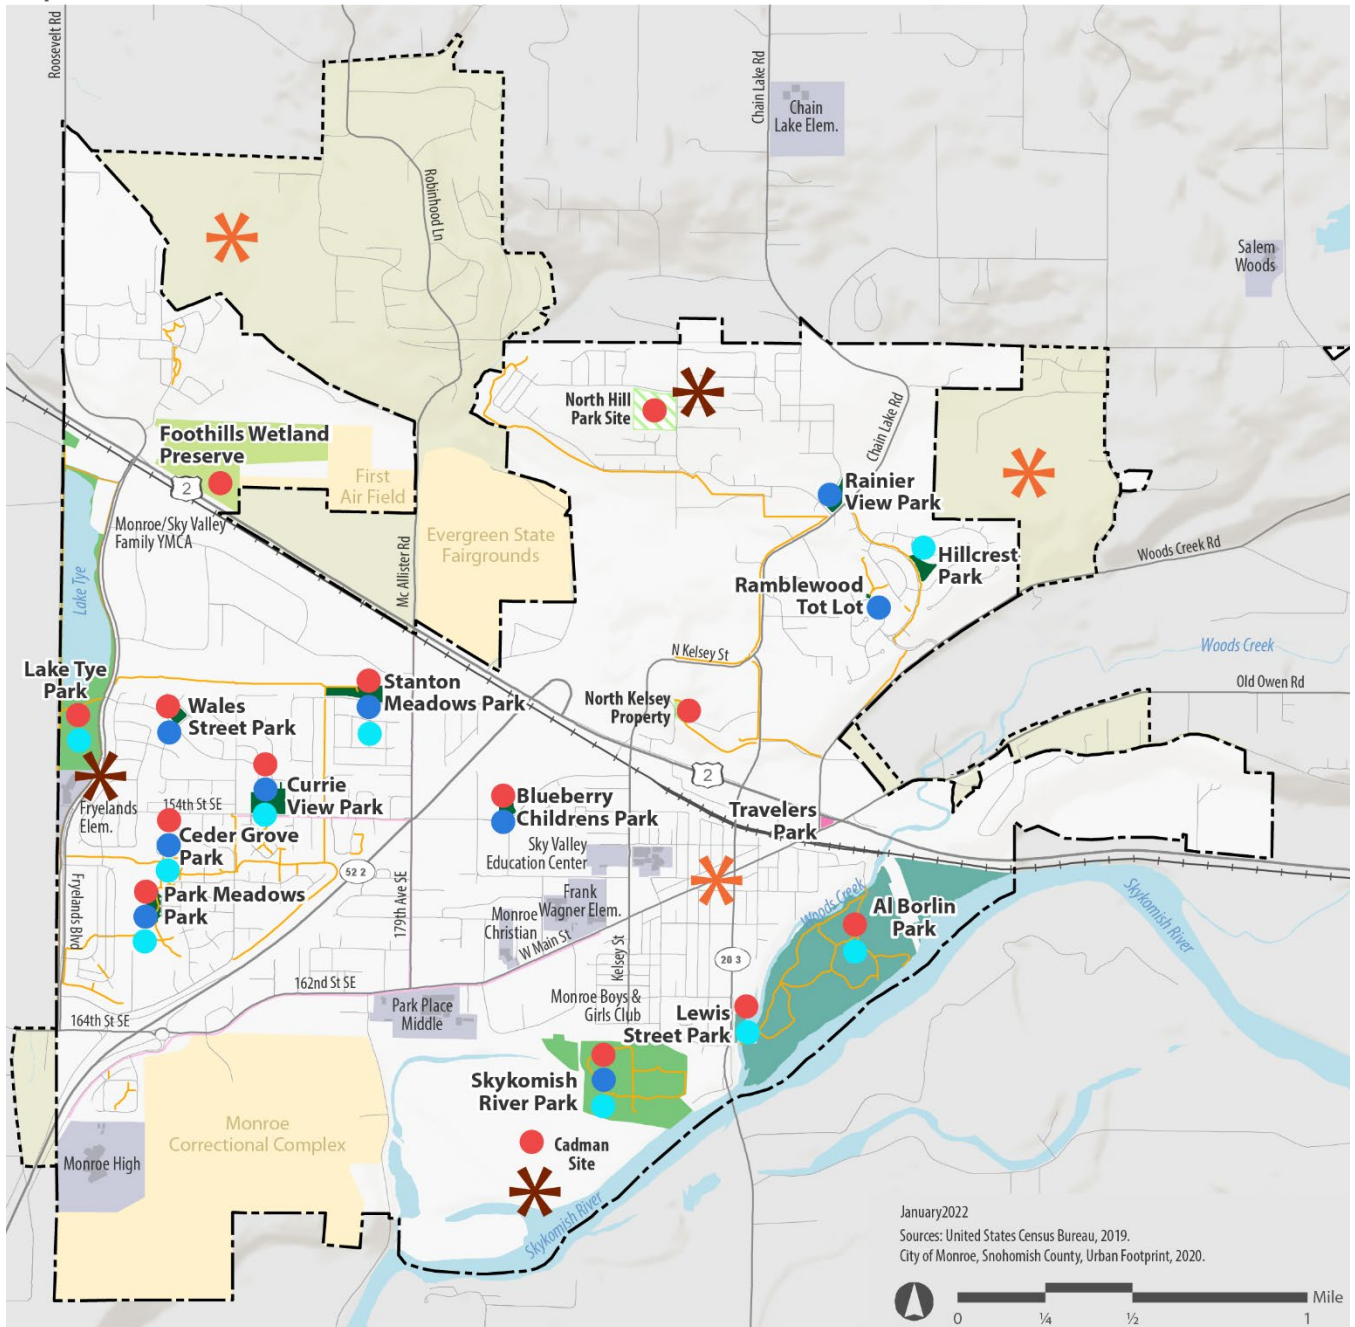 Roosevelt Rd
Chain Lake Rd
Chain
Lake Elem.
Robinhood Ln
Salem
Woods
North Hill
Park Site
Chain Lake Rd
Foothills Wetland
Preserve
2
First
Air Field
Rainier
View Park
Monroe/Sky Valley
Family YMCA
Evergreen State
Fairgrounds
Mc Allister Rd
Woods Creek Rd
Hillcrest
Park
Lake Tye
Ramblewood
Tot Lot
Woods Creek
N Kelsey St
Lake Tye
Park
Stanton
Meadows Park
Old Owen Rd
Wales
Street Park
North Kelsey
Property
2
Currie
View Park
Blueberry
Childrens Park
Travelers
Park
Fryelands
Elem.
154th St SE
Ceder Grove
Park
Sky Valley
Education Center
52 2
179th Ave SE
Frank
Wagner Elem.
Park Meadows
Park
Woods Creek
Al Borlin
Park
Skykomish River
Fryelands Blvd
Monroe
Christian
W Main St
Kelsey St
20 3
162nd St SE
Park Place
Middle
Monroe Boys &
Girls Club
Lewis
Street Park
164th St SE
Skykomish
River Park
Monroe
Correctional Complex
Cadman
Site
Monroe High
Skykomish River
January2022
Sources: United States Census Bureau, 2019.
City of Monroe, Snohomish County, Urban Footprint, 2020.
Mile
0 ¼ ½ 1